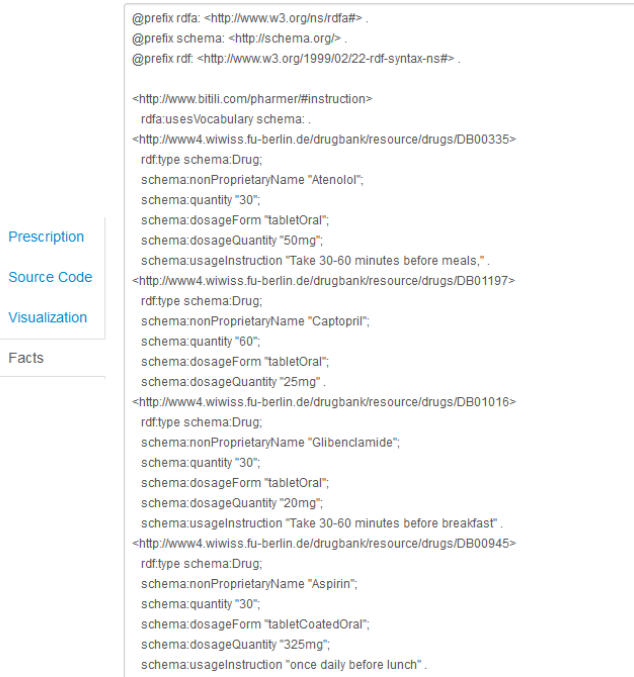 @prefix rdfa: <http://www.w3.org/ns/rdfa#> .
@prefix schema: <http://schema.org/> .
@prefix rdf: <http://www.w3.org/1999/02/22-rdf-syntax-ns#> .
<http://www.bitili.com/pharmer/#instruction>
rdfa:usesVocabulary schema: .
<http://www4.wiwiss.fu-berlin.de/drugbank/resource/drugs/DB00335>
rdf:type schema:Drug;
schema:nonProprietaryName "Atenolol";
schema:quantity "30";
schema:dosageForm "tabletOral";
schema:dosageQuantity "50mg";
schema:usageInstruction "Take 30-60 minutes before meals," .
<http://www4.wiwiss.fu-berlin.de/drugbank/resource/drugs/DB01197>
rdf:type schema:Drug;
schema:nonProprietaryName "Captopril";
schema:quantity "60";
schema:dosageForm "tabletOral";
schema:dosageQuantity "25mg" .
<http://www4.wiwiss.fu-berlin.de/drugbank/resource/drugs/DB01016>
rdf:type schema:Drug;
schema:nonProprietaryName "Glibenclamide";
schema:quantity "30";
schema:dosageForm "tabletOral";
schema:dosageQuantity "20mg";
schema:usageInstruction "Take 30-60 minutes before breakfast" .
<http://www4.wiwiss.fu-berlin.de/drugbank/resource/drugs/DB00945>
rdf:type schema:Drug;
schema:nonProprietaryName "Aspirin";
schema:quantity "30";
schema:dosageForm "tabletCoatedOral";
schema:dosageQuantity "325mg";
schema:usageInstruction "once daily before lunch" .
Prescription
Source Code
Visualization
Facts